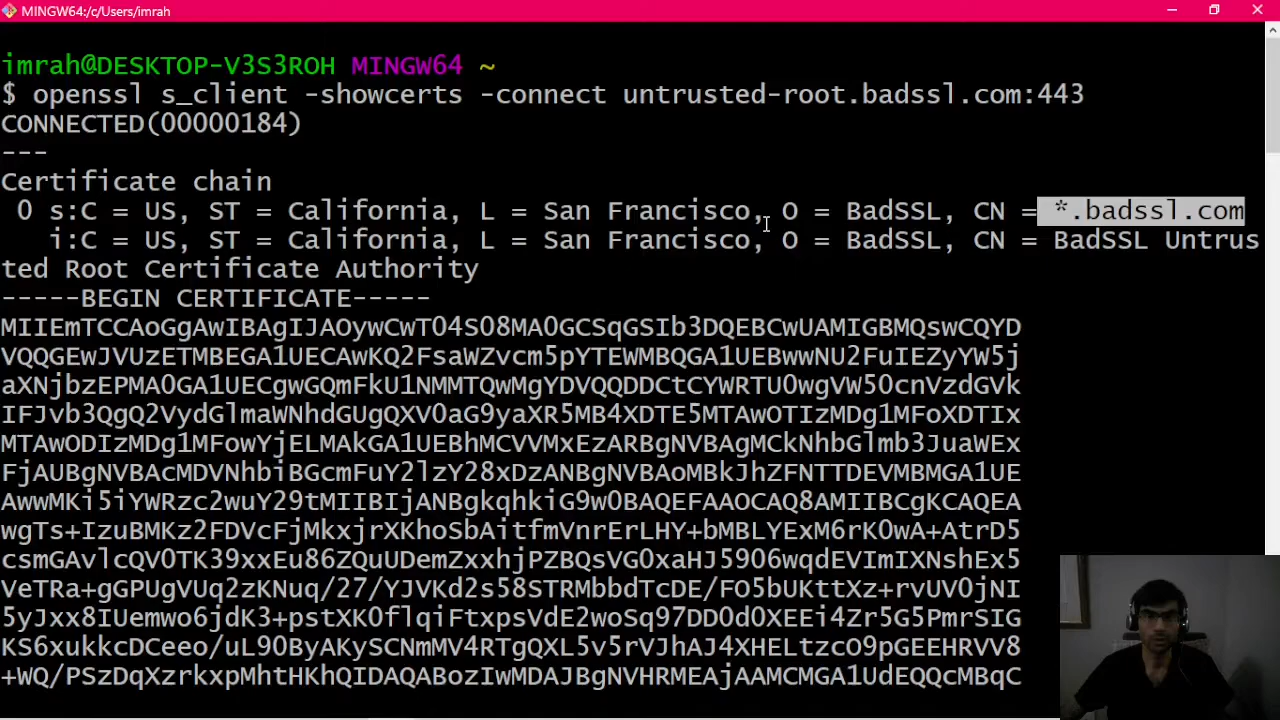 MINGW64:/c/Users/imrah
imrah@DESKTOP-V3S3ROH MINGW64 ~
$ openssl s_client -showcerts -connect untrusted-root.badssl.com:443
CONNECTED(00000184)
---
Certificate chain
0 s:C = US, ST = California, L = San Francisco, O = BadSSL, CN = *.badssl.com
i:C = US, ST = California, L = San Francisco, O = BadSSL, CN = BadSSL Untrus
ted Root Certificate Authority
-----BEGIN CERTIFICATE-----
MIIEmTCCAoGgAwIBAgIJAOywCwTO4SO8MA0GCSqGSIb3DQEBCwUAMIGBMQswCQYD
VQQGEwJVUzETMBEGA1UECAwKQ2FsaWZvcm5pYTEWMBQGA1UEBwwNU2FuIEZyYW5j
aXNjbzEPMA0GA1UECgwGQmFkU1NMMTQwMgYDVQQDDCtCYWRTU0wgVW50cnVzdGVk
IFJvb3QgQ2VydGlmaWNhdGUgQXV0aG9yaXR5MB4XDTE5MTAwOTIzMDg1MFoXDTIx
MTAwODIzMDg1MFowYjELMAkGA1UEBhMCVVMxEzARBgNVBAgMCkNhbGlmb3JuaWEx
FjAUBgNVBAcMDVNhbiBGcmFuY2lzY28xDzANBgNVBAoMBkJhZFNTTDEVMBMGA1UE
AwwMKi5iYWRzc2wuY29tMIIBIjANBgkqhkiG9w0BAQEFAAOCAQ8AMIIBCgKCAQEA
wgTs+IzuBMKz2FDVcFjMkxjrXKhoSbAitfmVnrErLHY+bMBLYExM6rK0wA+AtrD5
csmGAvlcQV0TK39xxEu86ZQuUDemZxxhjPZBQsVG0xaHJ5906wqdEVImIXNshEx5
VeTRa+gGPUgVUq2zKNuq/27/YJVKd2s58STRMbbdTcDE/FO5bUKttXz+rvUV0jNI
5yJxx8IUemwo6jdK3+pstXK0flqiFtxpsVdE2woSq97DD0d0XEEi4Zr5G5PmrSIG
KS6xukkcDCeeo/uL90ByAKySCNmMV4RTgQXL5v5rVJhAJ4XHELtzcO9pGEEHRVV8
+WQ/PSzDqXzrkxpMhtHKhQIDAQABozIwMDAJBgNVHRMEAjAAMCMGA1UdEQQcMBqC